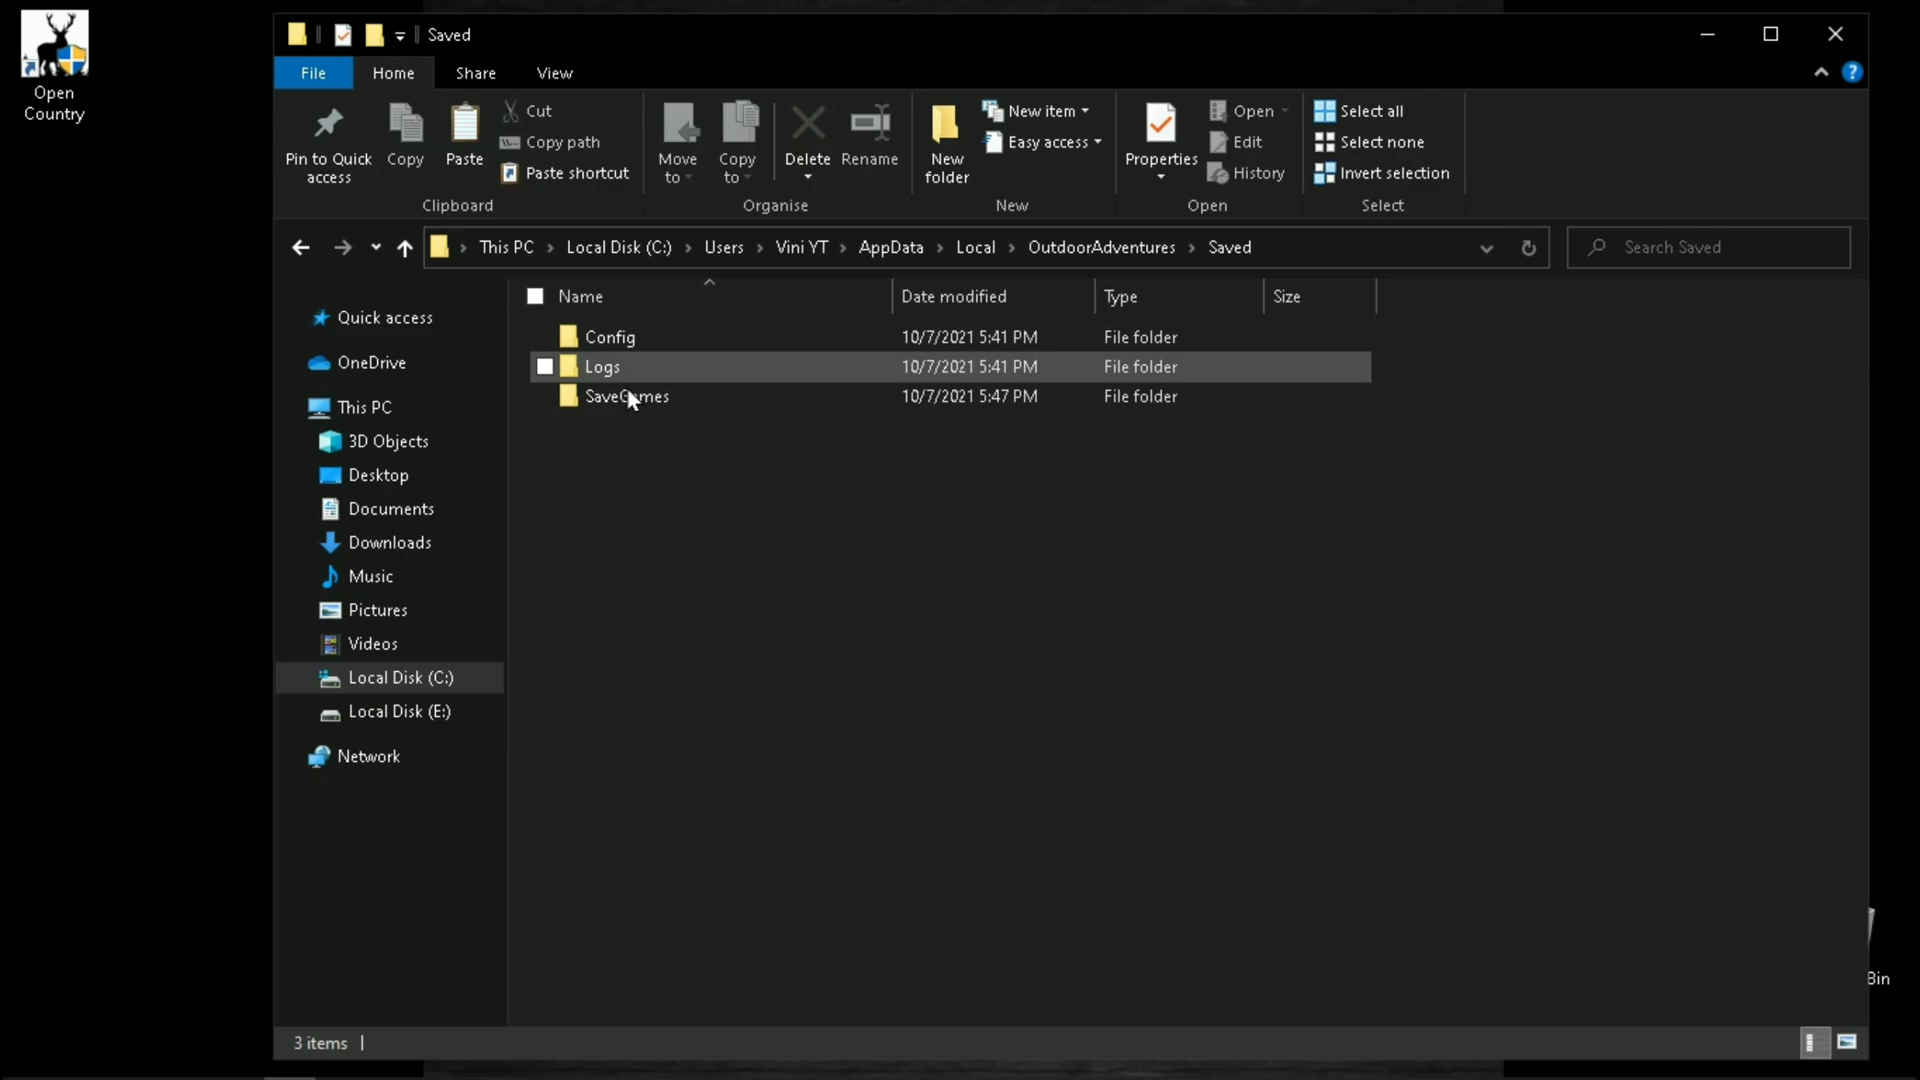 Open
Country
Saved
File
Home
Share
View
Pin to Quick
access
Copy
Paste
Cut
Copy path
Paste shortcut
Clipboard
Move
to
Copy
to
Delete
Rename
Organise
New
folder
New item
Easy access
New
Properties
Open
Edit
History
Open
Select all
Select none
Invert selection
Select
This PC > Local Disk (C:) > Users > Vini YT > AppData > Local > OutdoorAdventures > Saved
Search Saved
Quick access
OneDrive
This PC
3D Objects
Desktop
Documents
Downloads
Music
Pictures
Videos
Local Disk (C:)
Local Disk (E:)
Network
Name Date modified Type Size
Config 10/7/2021 5:41 PM File folder
Logs 10/7/2021 5:41 PM File folder
SaveGames 10/7/2021 5:47 PM File folder
Bin
3 items